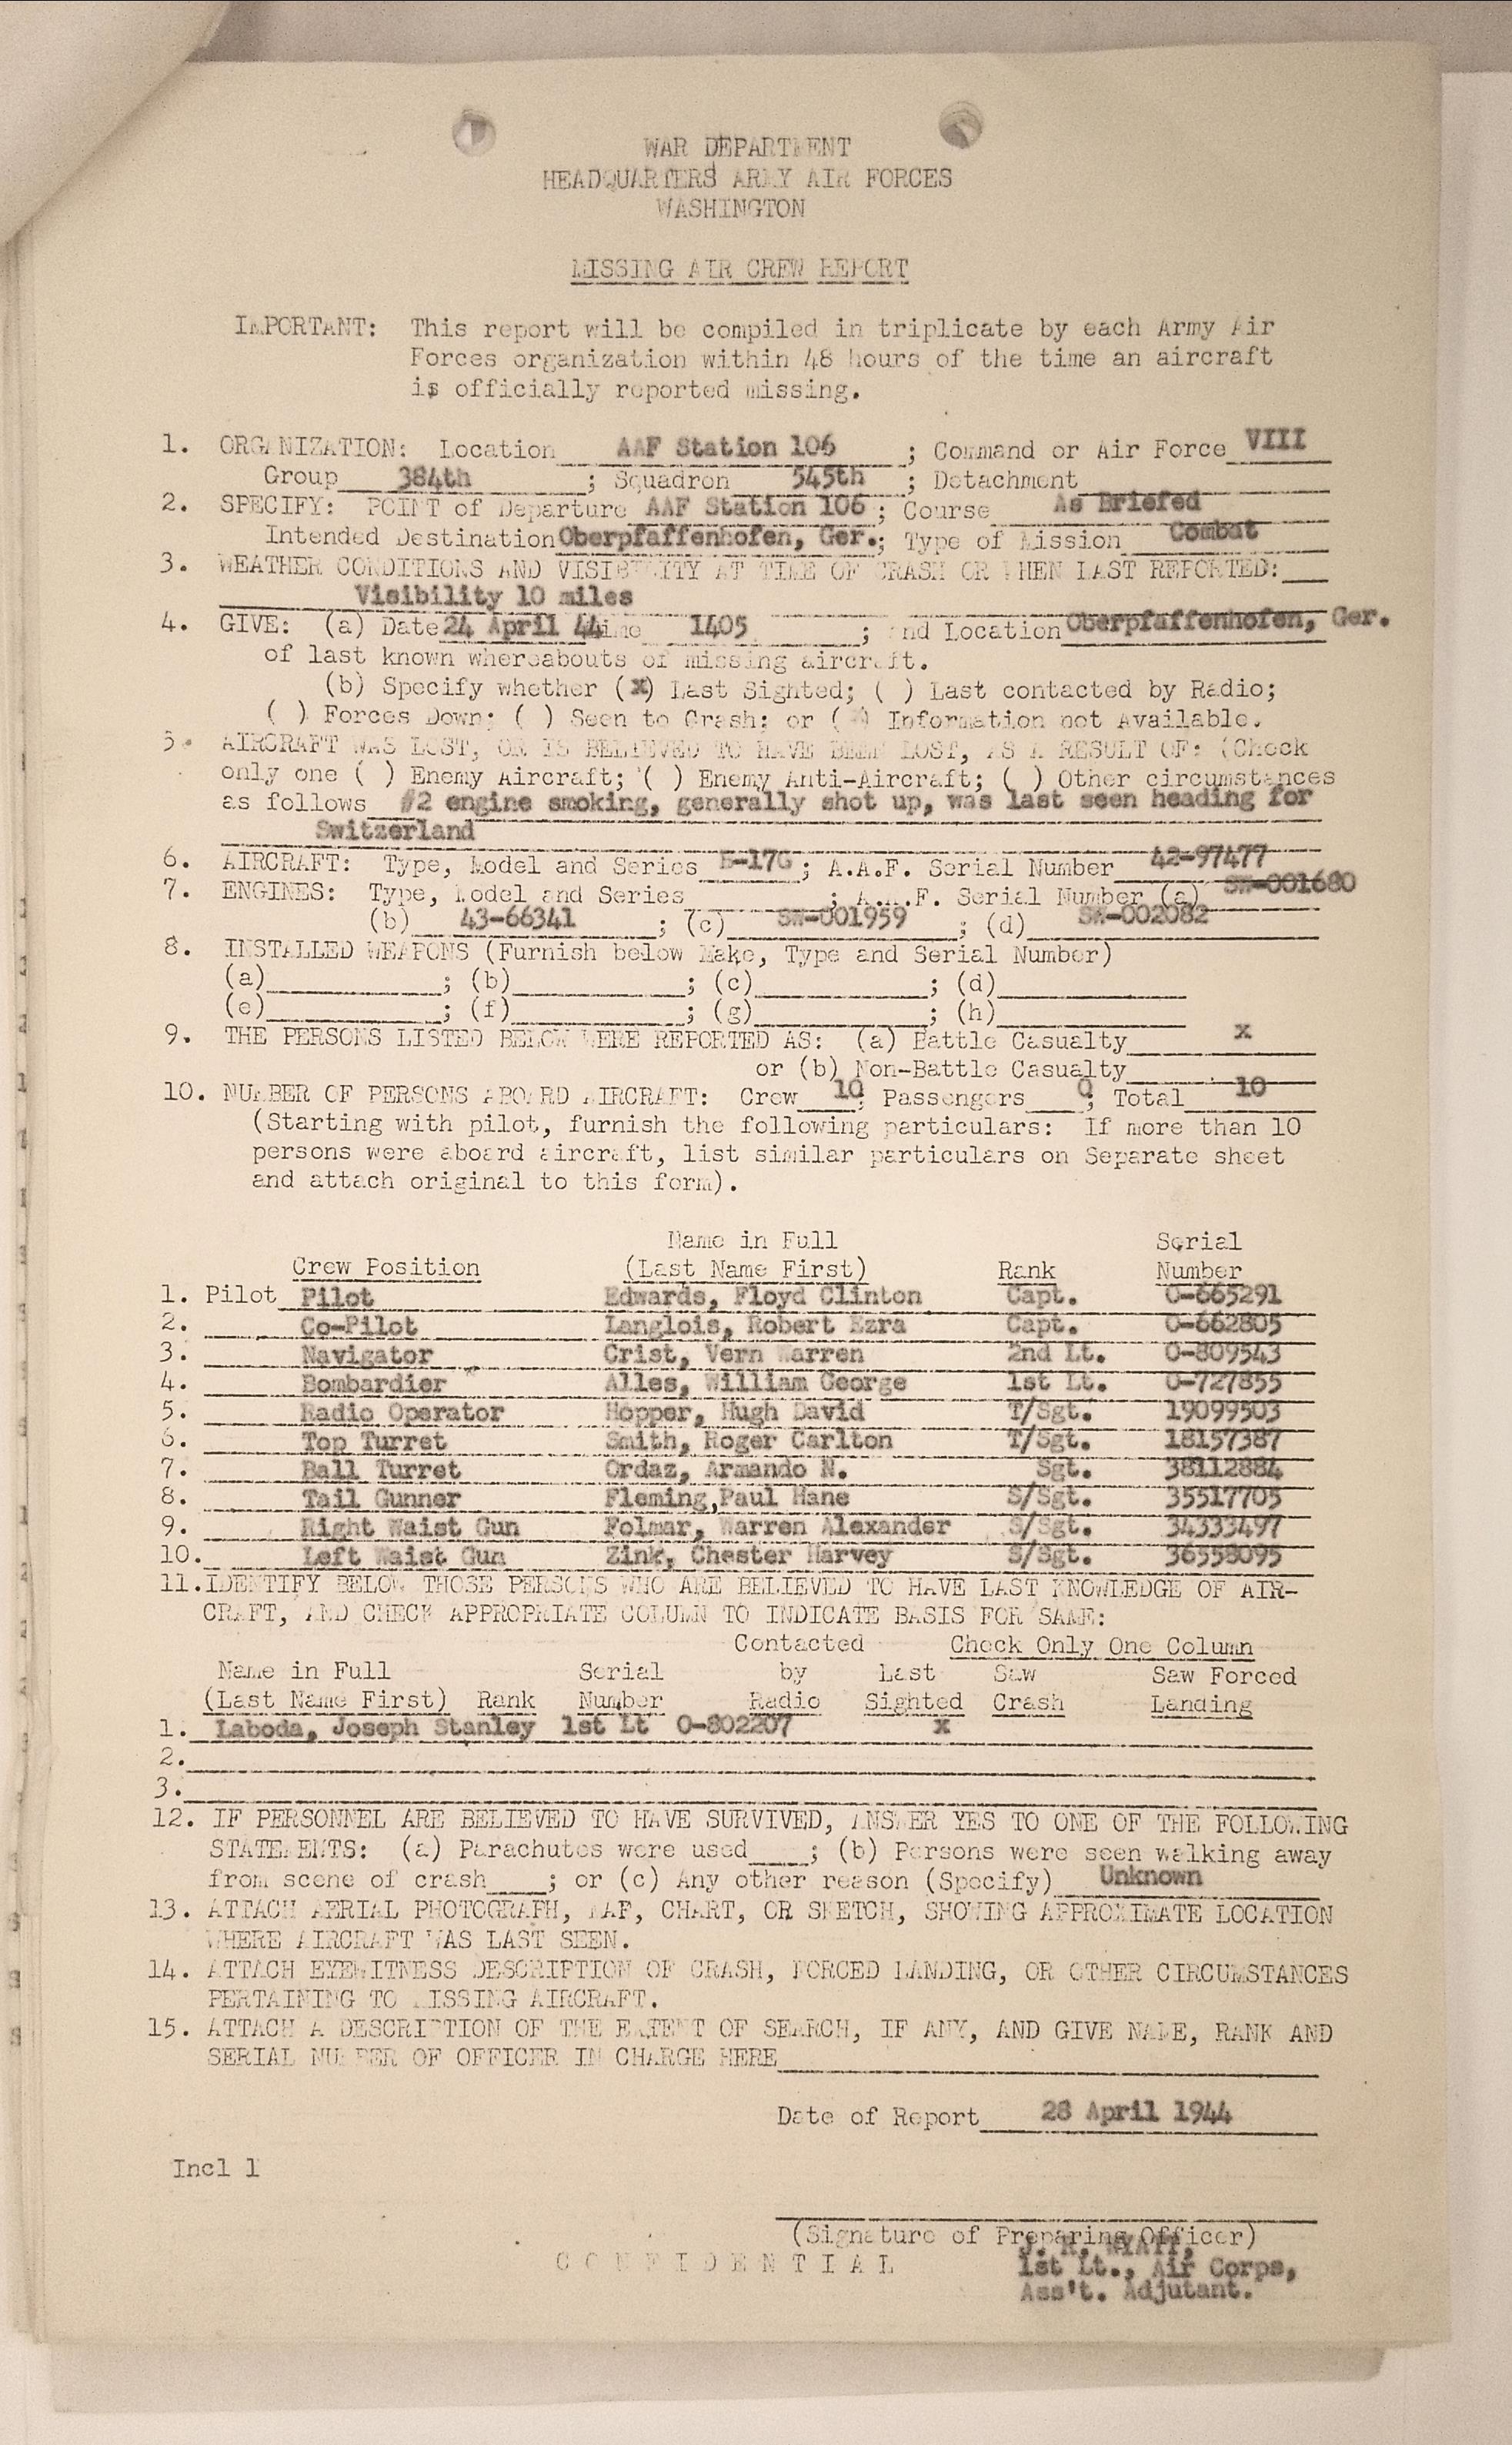 WAR DEPARTMENT
HEADQUARTERS ARMY AIR FORCES
WASHINGTON
MISSING AIR CREW REPORT
IMPORTANT: This report will be compiled in triplicate by each Army Air
Forces organization within 48 hours of the time an aircraft
is officially reported missing.
1. ORGANIZATION: Location AAF Station 106 ; Command or Air Force VIII
Group 384th ; Squadron 545th ; Detachment
2. SPECIFY: POINT of Departure AAF Station 106 ; Course As Briefed
Intended Destination Oberpfaffenhofen, Ger.; Type of Mission Combat
3. WEATHER CONDITIONS AND VISIBILITY AT TIME OF CRASH OR WHEN LAST REPORTED:
Visibility 10 miles
4. GIVE: (a) Date 24 April 44 Time 1405 ; and Location Oberpfaffenhofen, Ger.
of last known whereabouts of missing aircraft.
(b) Specify whether (x) Last Sighted; ( ) Last contacted by Radio;
( ) Forces Down; ( ) Seen to Crash; or ( ) Information not Available.
5. AIRCRAFT WAS LOST, OR IS BELIEVED TO HAVE BEEN LOST, AS A RESULT OF: (Check
only one ( ) Enemy Aircraft; ( ) Enemy Anti-Aircraft; ( ) Other circumstances
as follows #2 engine smoking, generally shot up, was last seen heading for
Switzerland
6. AIRCRAFT: Type, Model and Series B-17G ; A.A.F. Serial Number 42-97477
7. ENGINES: Type, Model and Series ; A.A.F. Serial Number (a) SW-001680
(b) 43-66341 ; (c) SW-001959 ; (d) SW-002082
8. INSTALLED WEAPONS (Furnish below Make, Type and Serial Number)
(a) ; (b) ; (c) ; (d)
(e) ; (f) ; (g) ; (h)
9. THE PERSONS LISTED BELOW WERE REPORTED AS: (a) Battle Casualty x
or (b) Non-Battle Casualty
10. NUMBER OF PERSONS ABOARD AIRCRAFT: Crew 10; Passengers 0; Total 10
(Starting with pilot, furnish the following particulars: If more than 10
persons were aboard aircraft, list similar particulars on Separate sheet
and attach original to this form).
Name in Full Serial
Crew Position (Last Name First) Rank Number
1. Pilot Pilot Edwards, Floyd Clinton Capt. O-665291
2. Co-Pilot Langlois, Robert Ezra Capt. O-662805
3. Navigator Crist, Vern Warren 2nd Lt. O-809543
4. Bombardier Alles, William George 1st Lt. O-727855
5. Radio Operator Hopper, Hugh David T/Sgt. 19099503
6. Top Turret Smith, Roger Carlton T/Sgt. 18157387
7. Ball Turret Ordaz, Armando N. Sgt. 38112884
8. Tail Gunner Fleming,Paul Hane S/Sgt. 35517705
9. Right Waist Gun Folmar, Warren Alexander S/Sgt. 34333497
10. Left Waist Gun Zink, Chester Harvey S/Sgt. 36558095
11. IDENTIFY BELOW THOSE PERSONS WHO ARE BELIEVED TO HAVE LAST KNOWLEDGE OF AIR-
CRAFT, AND CHECK APPROPRIATE COLUMN TO INDICATE BASIS FOR SAME:
Contacted Check Only One Column
Name in Full Serial by Last Saw Saw Forced
(Last Name First) Rank Number Radio Sighted Crash Landing
1. Laboda, Joseph Stanley 1st Lt O-802207 x
2.
3.
12. IF PERSONNEL ARE BELIEVED TO HAVE SURVIVED, ANSWER YES TO ONE OF THE FOLLOWING
STATEMENTS: (a) Parachutes were used ; (b) Persons were seen walking away
from scene of crash ; or (c) Any other reason (Specify) Unknown
13. ATTACH AERIAL PHOTOGRAPH, MAP, CHART, OR SKETCH, SHOWING APPROXIMATE LOCATION
WHERE AIRCRAFT WAS LAST SEEN.
14. ATTACH EYEWITNESS DESCRIPTION OF CRASH, FORCED LANDING, OR OTHER CIRCUMSTANCES
PERTAINING TO MISSING AIRCRAFT.
15. ATTACH A DESCRIPTION OF THE EXTENT OF SEARCH, IF ANY, AND GIVE NAME, RANK AND
SERIAL NUMBER OF OFFICER IN CHARGE HERE
Date of Report 28 April 1944
Incl 1
(Signature of Preparing Officer)
J. R. WYATT,
CONFIDENTIAL 1st Lt., Air Corps,
Ass't. Adjutant.